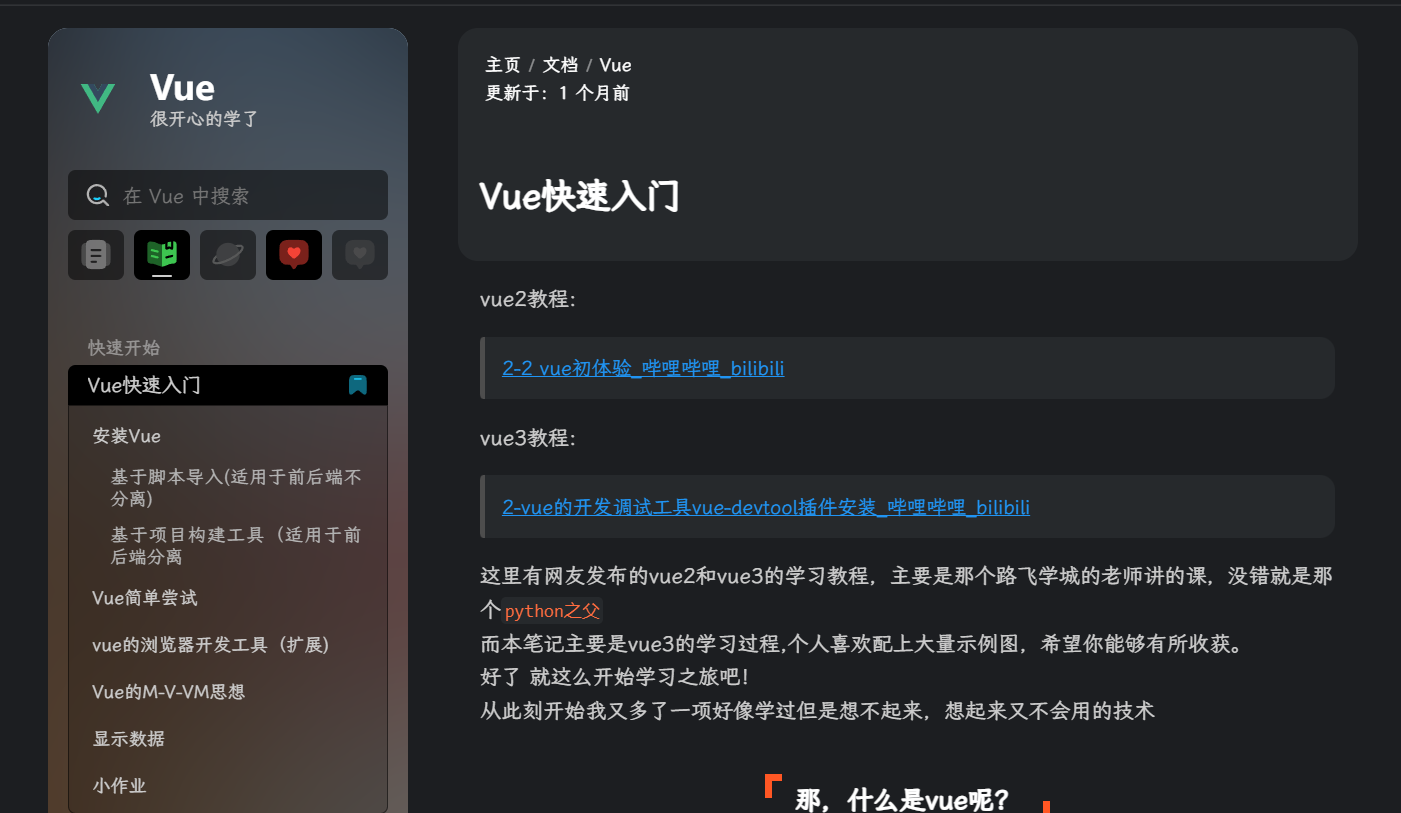 Vue
很开心的学了
在 Vue 中搜索
快速开始
Vue快速入门
安装Vue
基于脚本导入(适用于前后端不
分离)
基于项目构建工具（适用于前
后端分离
Vue简单尝试
vue的浏览器开发工具（扩展）
Vue的M-V-VM思想
显示数据
小作业
主页 / 文档 / Vue
更新于：1 个月前
Vue快速入门
vue2教程：
2-2 vue初体验_哔哩哔哩_bilibili
vue3教程：
2-vue的开发调试工具vue-devtool插件安装_哔哩哔哩_bilibili
这里有网友发布的vue2和vue3的学习教程，主要是那个路飞学城的老师讲的课，没错就是那
个 python之父
而本笔记主要是vue3的学习过程,个人喜欢配上大量示例图，希望你能够有所收获。
好了 就这么开始学习之旅吧！
从此刻开始我又多了一项好像学过但是想不起来，想起来又不会用的技术
那，什么是vue呢？